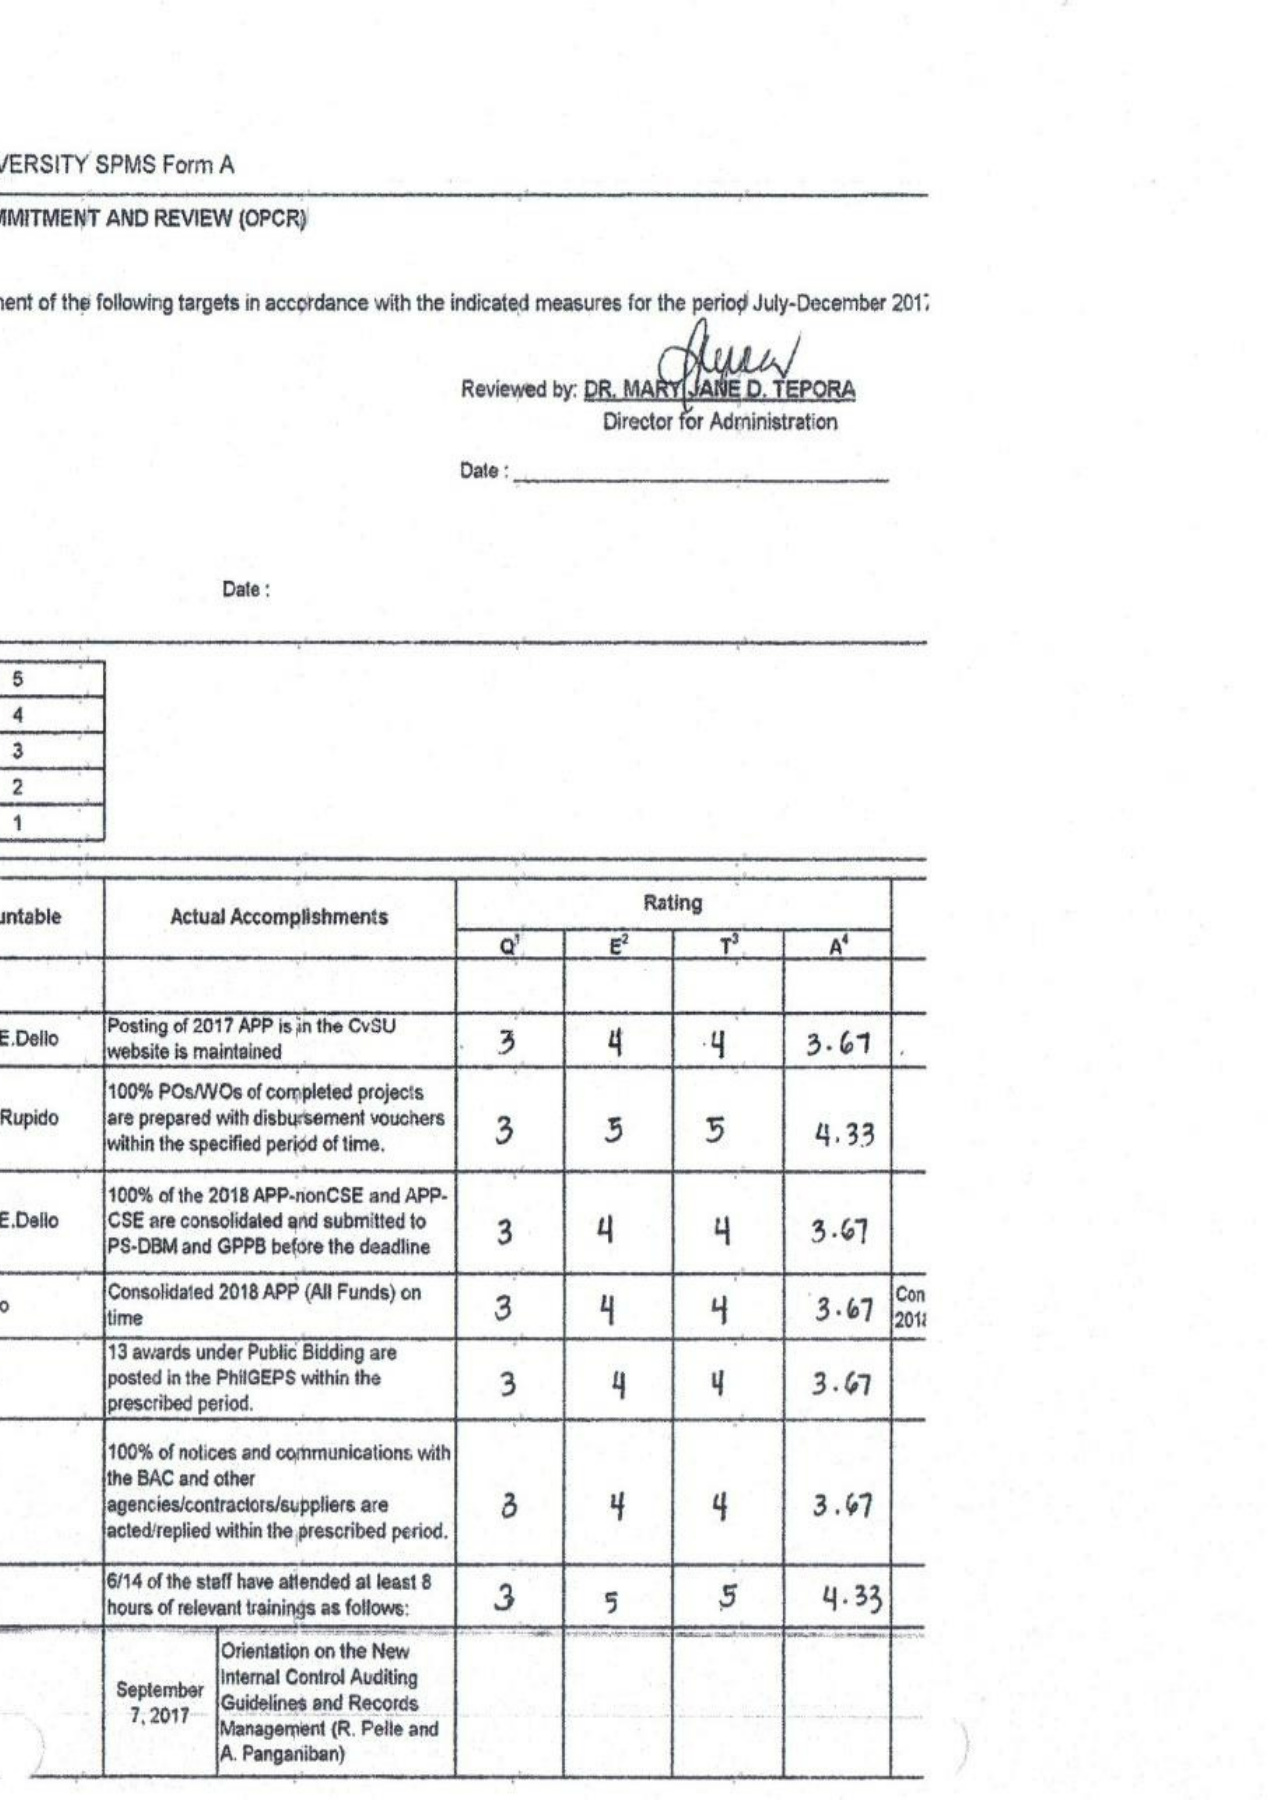 VERSITY SPMS Form A
MMITMENT AND REVIEW (OPCR)
ment of the following targets in accordance with the indicated measures for the period July-December 2017
Reviewed by: DR. MARY JANE D. TEPORA
Director for Administration
Date :
Date :
5
4
3
2
1
untable Actual Accomplishments Rating
Q¹ E² T³ A⁴
E.Dello Posting of 2017 APP is in the CvSU
website is maintained 3 4 4 3.67
Rupido 100% POs/WOs of completed projects
are prepared with disbursement vouchers
within the specified period of time. 3 5 5 4.33
E.Dello 100% of the 2018 APP-nonCSE and APP-
CSE are consolidated and submitted to
PS-DBM and GPPB before the deadline 3 4 4 3.67
o Consolidated 2018 APP (All Funds) on
time 3 4 4 3.67 Con
201
13 awards under Public Bidding are
posted in the PhilGEPS within the
prescribed period. 3 4 4 3.67
100% of notices and communications with
the BAC and other
agencies/contractors/suppliers are
acted/replied within the prescribed period. 3 4 4 3.67
6/14 of the staff have attended at least 8
hours of relevant trainings as follows: 3 5 5 4.33
September
7, 2017
Orientation on the New
Internal Control Auditing
Guidelines and Records
Management (R. Pelle and
A. Panganiban)